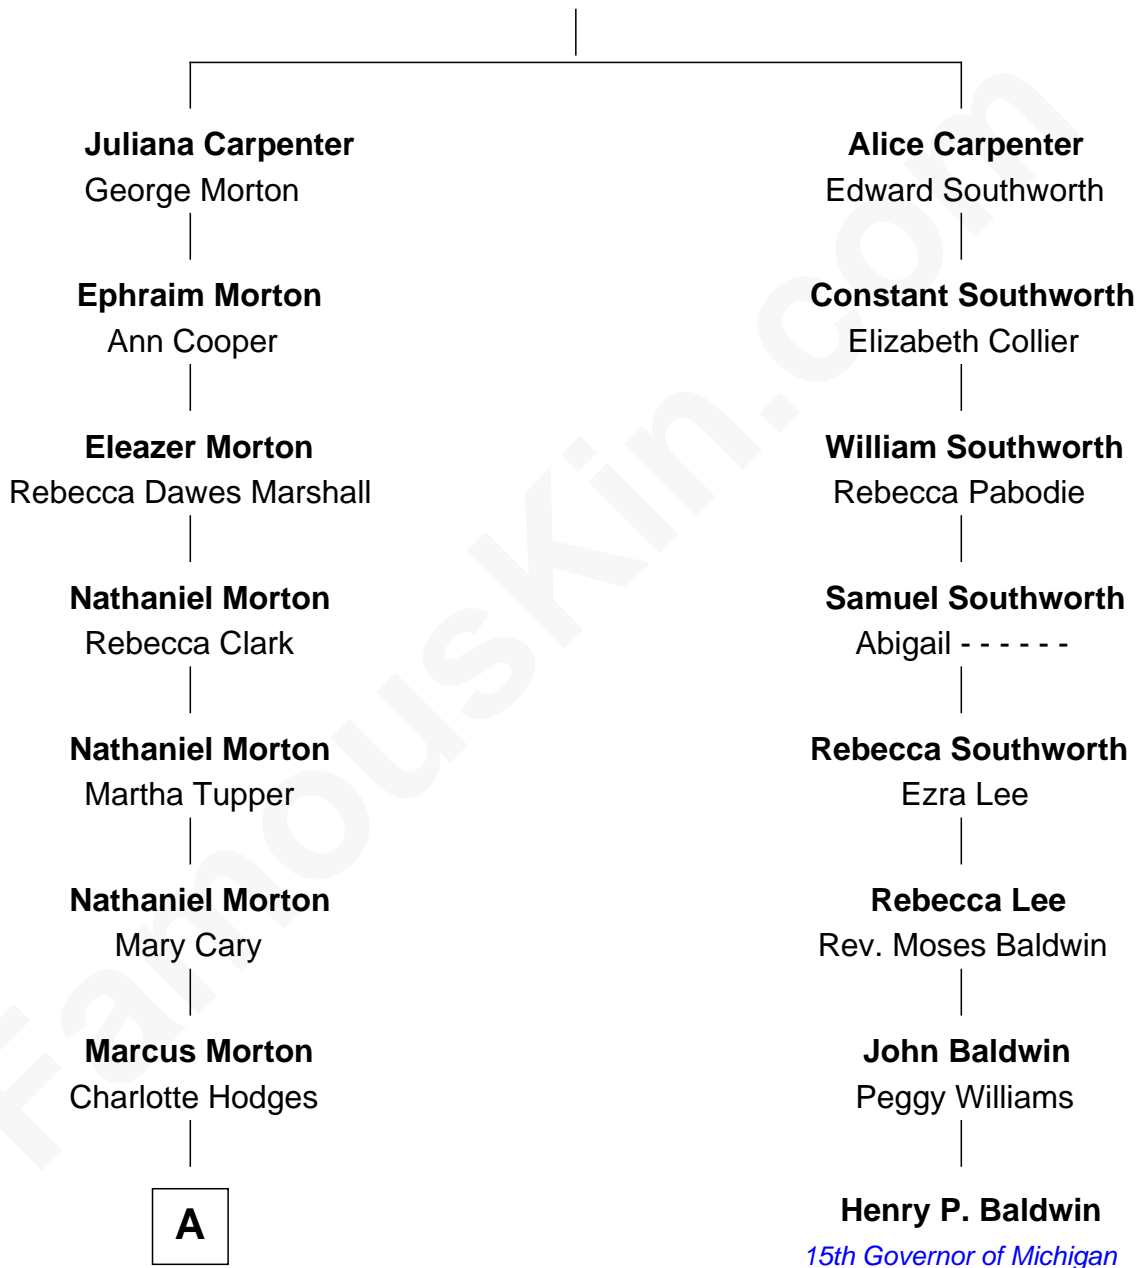 Juliana Carpenter
George Morton
Ephraim Morton
Ann Cooper
Eleazer Morton
Rebecca Dawes Marshall
Nathaniel Morton
Rebecca Clark
Nathaniel Morton
Martha Tupper
Nathaniel Morton
Mary Cary
Marcus Morton
Charlotte Hodges
A
Alice Carpenter
Edward Southworth
Constant Southworth
Elizabeth Collier
William Southworth
Rebecca Pabodie
Samuel Southworth
Abigail - - - - - -
Rebecca Southworth
Ezra Lee
Rebecca Lee
Rev. Moses Baldwin
John Baldwin
Peggy Williams
Henry P. Baldwin
15th Governor of Michigan
FamousKin.com